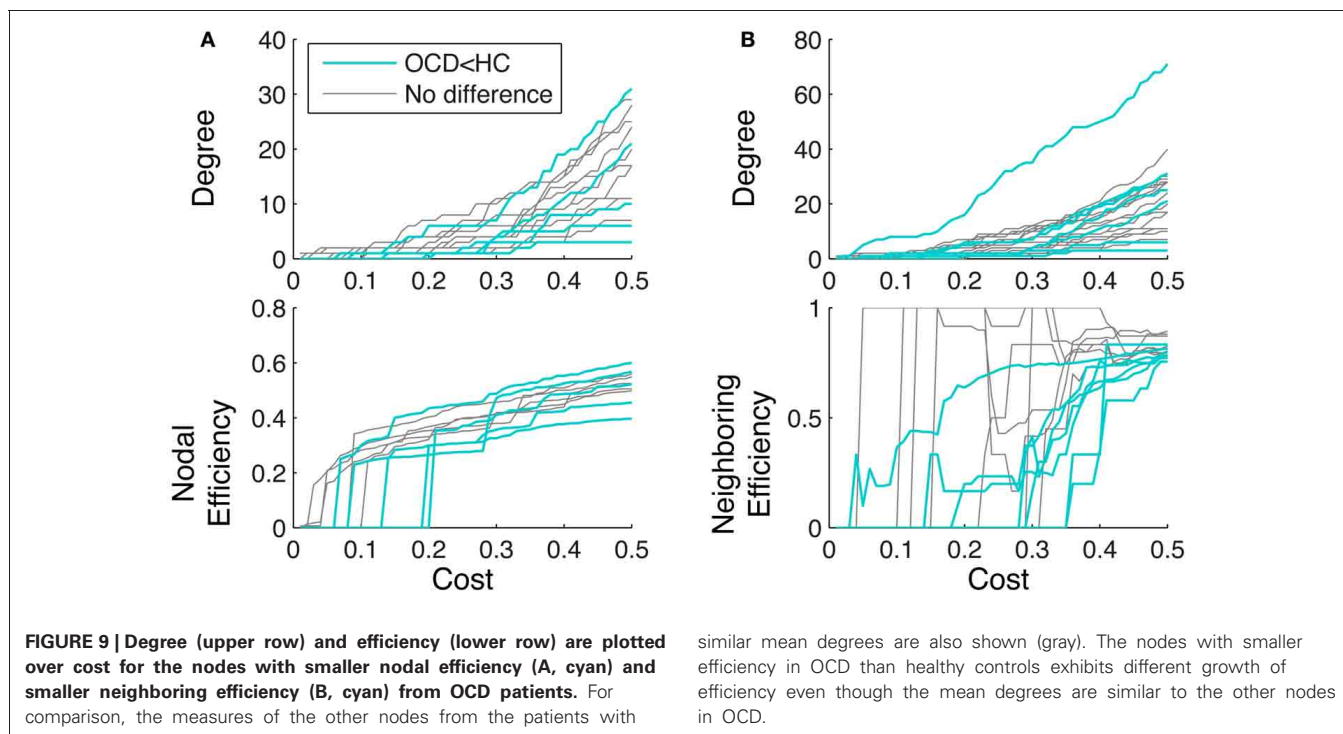 A
40
30
20
10
0
Degree
OCD<HC
No difference
0 0.1 0.2 0.3 0.4 0.5
B
80
60
40
20
0
Degree
0 0.1 0.2 0.3 0.4 0.5
0.8
0.6
0.4
0.2
0
Nodal
Efficiency
0 0.1 0.2 0.3 0.4 0.5
Cost
1
0.5
0
Neighboring
Efficiency
0 0.1 0.2 0.3 0.4 0.5
Cost
FIGURE 9 | Degree (upper row) and efficiency (lower row) are plotted
over cost for the nodes with smaller nodal efficiency (A, cyan) and
smaller neighboring efficiency (B, cyan) from OCD patients. For
comparison, the measures of the other nodes from the patients with
similar mean degrees are also shown (gray). The nodes with smaller
efficiency in OCD than healthy controls exhibits different growth of
efficiency even though the mean degrees are similar to the other nodes
in OCD.